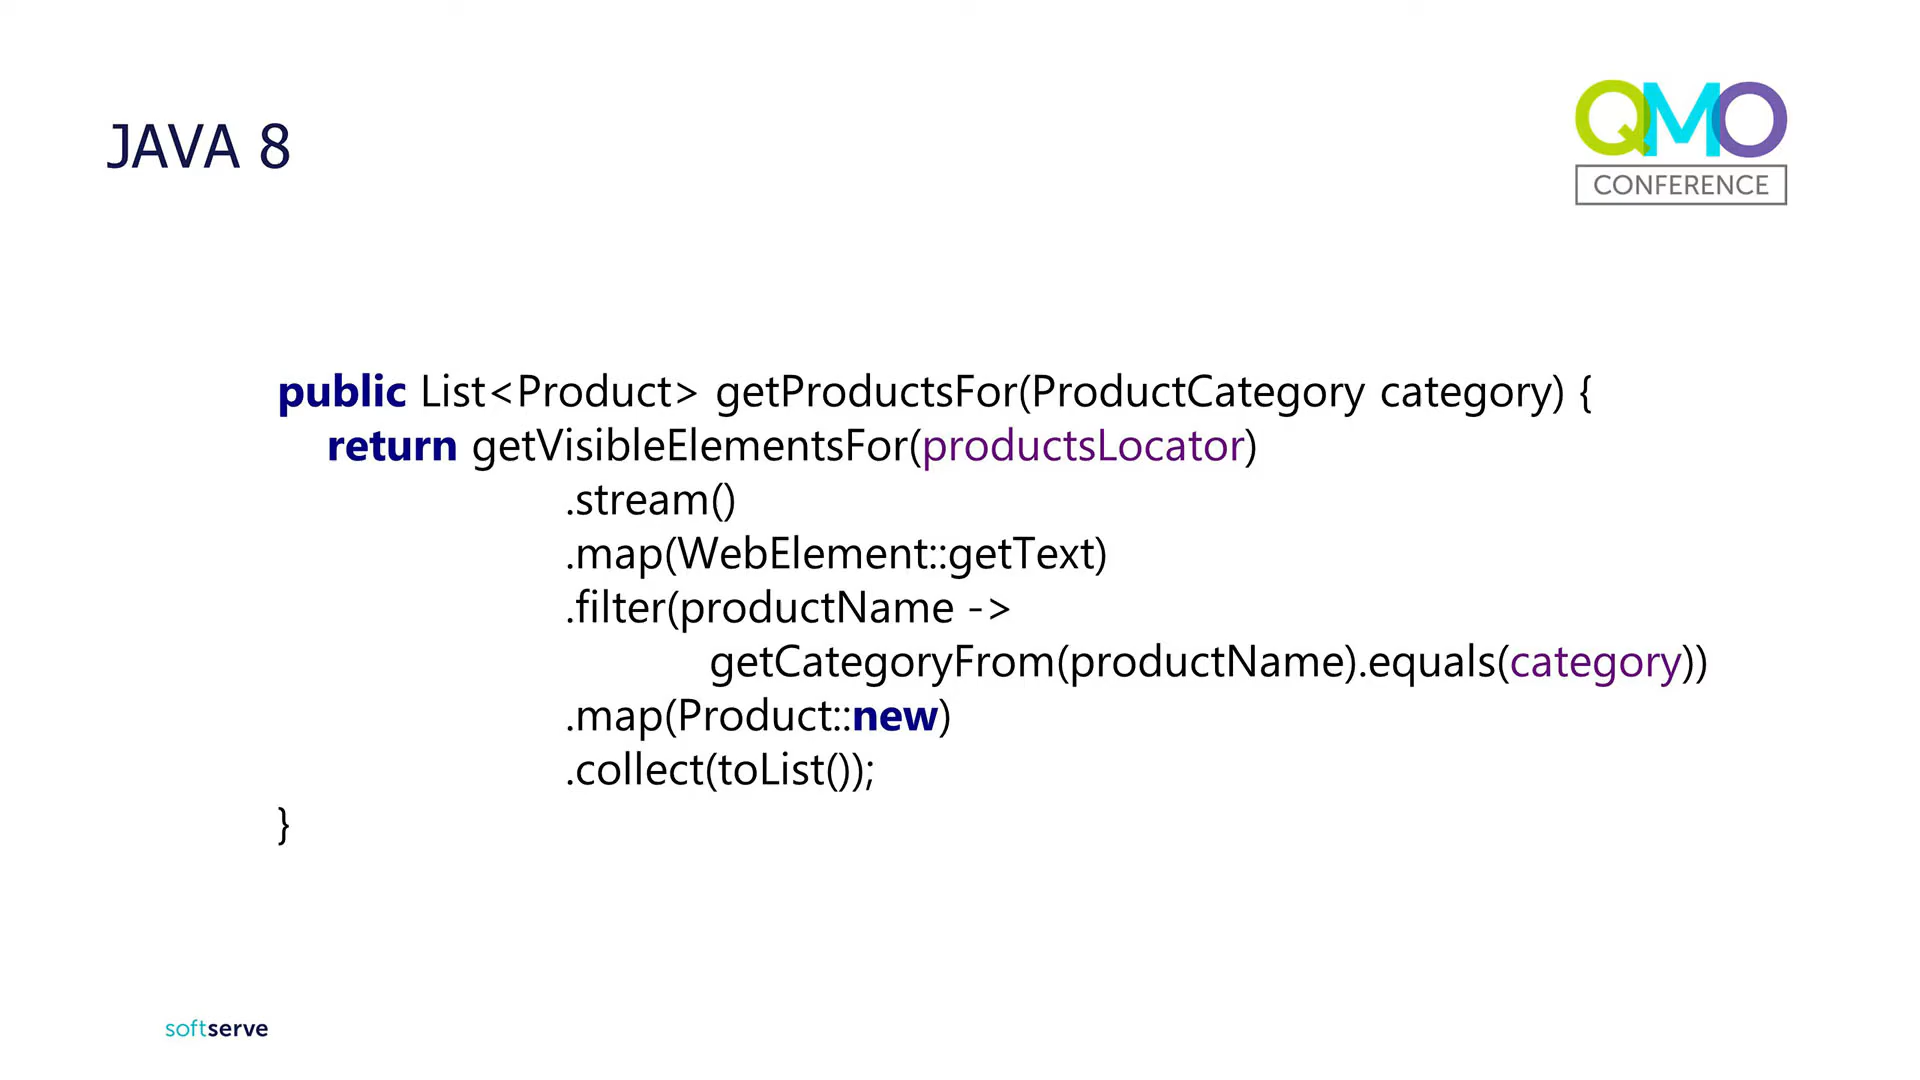 JAVA 8
QMO
CONFERENCE
public List<Product> getProductsFor(ProductCategory category) {
return getVisibleElementsFor(productsLocator)
.stream()
.map(WebElement::getText)
.filter(productName ->
getCategoryFrom(productName).equals(category))
.map(Product::new)
.collect(toList());
}
softserve